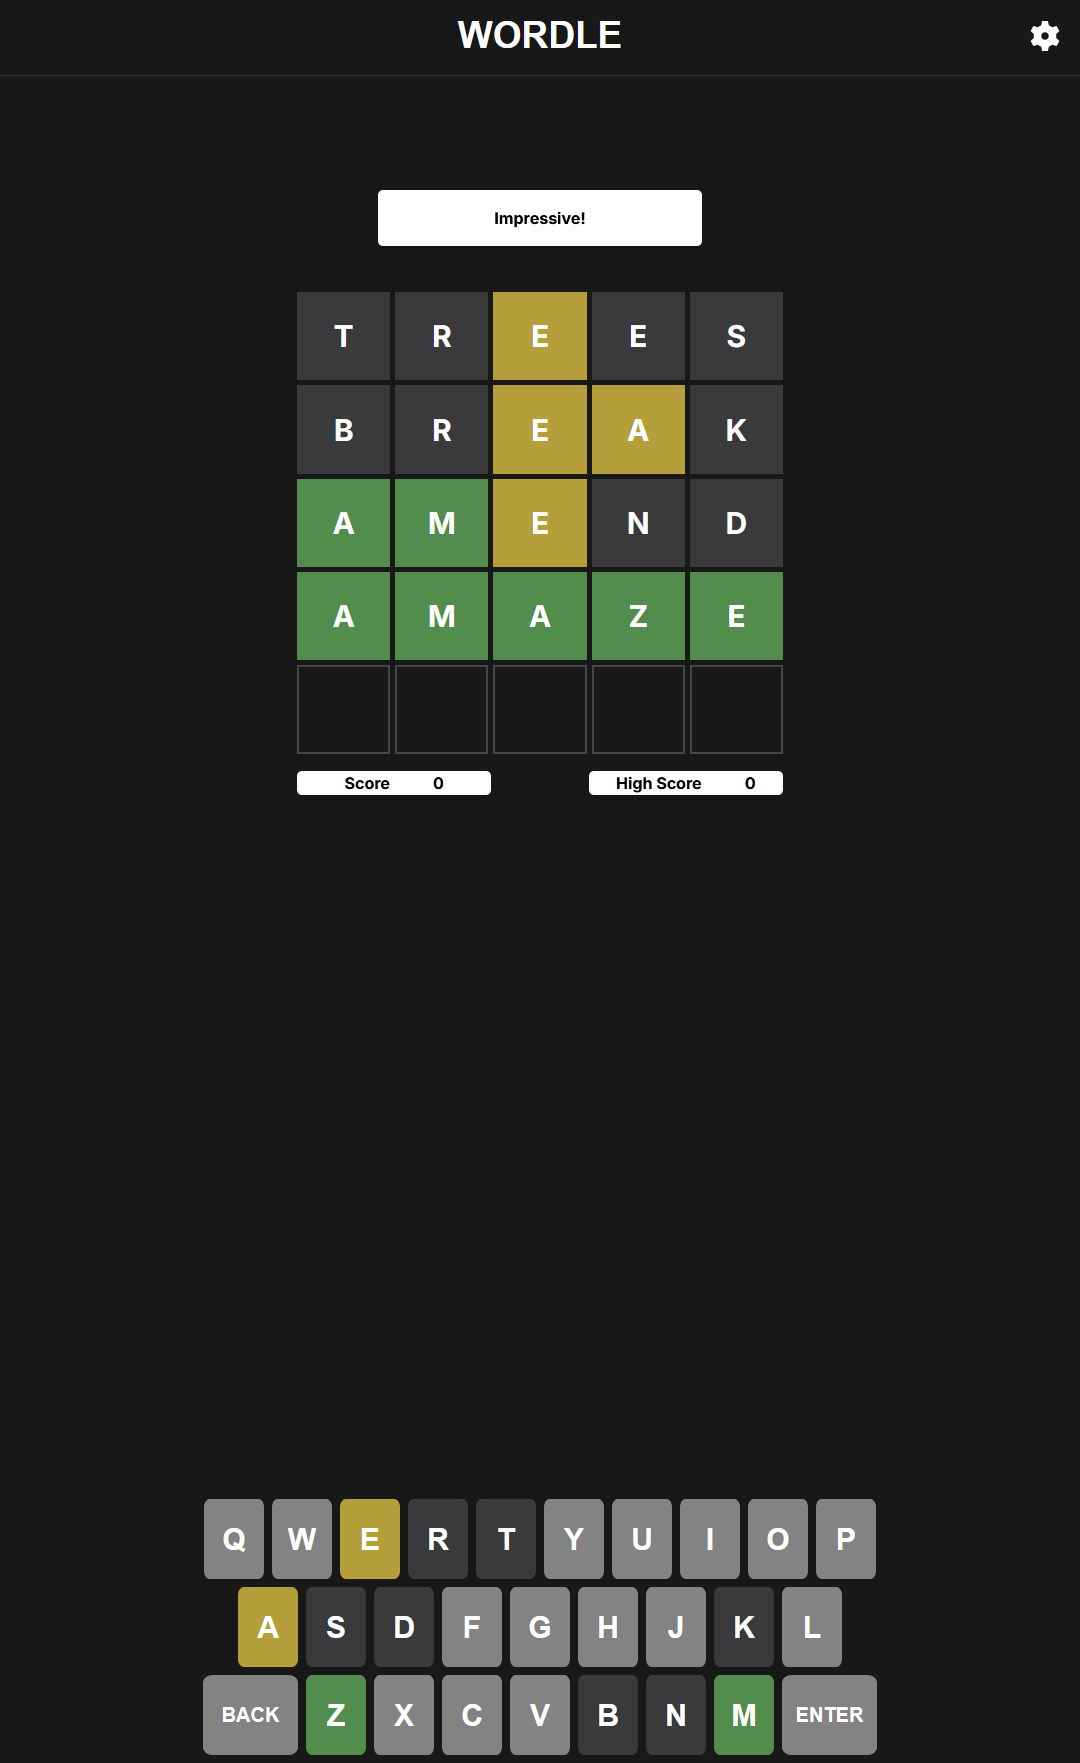 WORDLE
Impressive!
T R E E S
B R E A K
A M E N D
A M A Z E
Score 0 High Score 0
Q W E R T Y U I O P
A S D F G H J K L
BACK Z X C V B N M ENTER